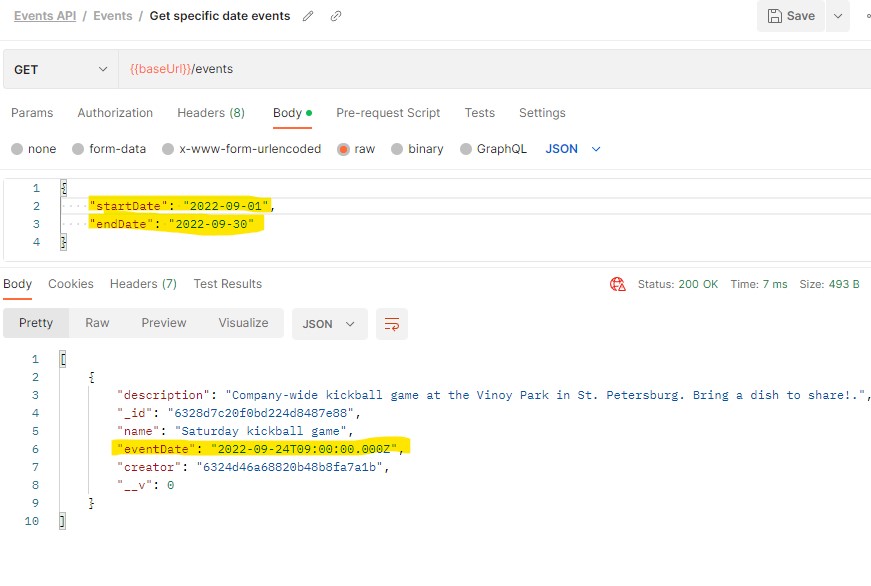 Events API / Events / Get specific date events Save
GET {{baseUrl}}/events
Params Authorization Headers (8) Body Pre-request Script Tests Settings
none form-data x-www-form-urlencoded raw binary GraphQL JSON
1 {
2 "startDate": "2022-09-01",
3 "endDate": "2022-09-30"
4 }
Body Cookies Headers (7) Test Results Status: 200 OK Time: 7 ms Size: 493 B
Pretty Raw Preview Visualize JSON
1 [
2 {
3 "description": "Company-wide kickball game at the Vinoy Park in St. Petersburg. Bring a dish to share!.",
4 "_id": "6328d7c20f0bd224d8487e88",
5 "name": "Saturday kickball game",
6 "eventDate": "2022-09-24T09:00:00.000Z",
7 "creator": "6324d46a68820b48b8fa7a1b",
8 "__v": 0
9 }
10 ]